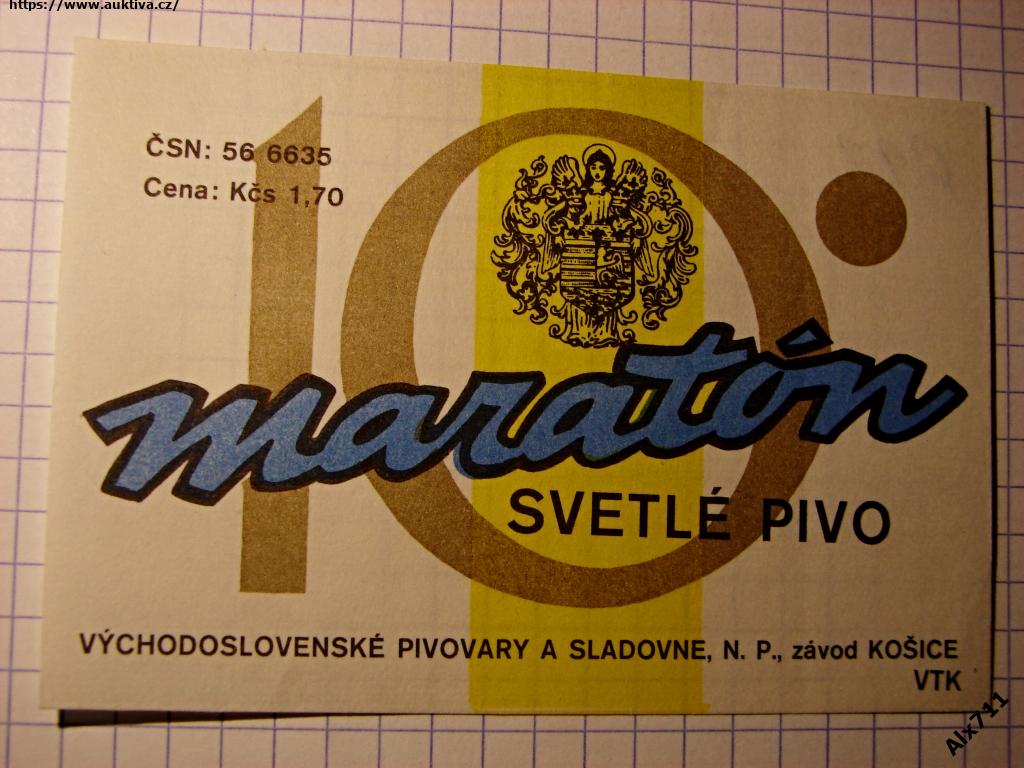 https://www.auktiva.cz/
10°
ČSN: 56 6635
Cena: Kčs 1,70
maratón
SVETLÉ PIVO
VÝCHODOSLOVENSKÉ PIVOVARY A SLADOVNE, N. P., závod KOŠICE
VTK
Alx711